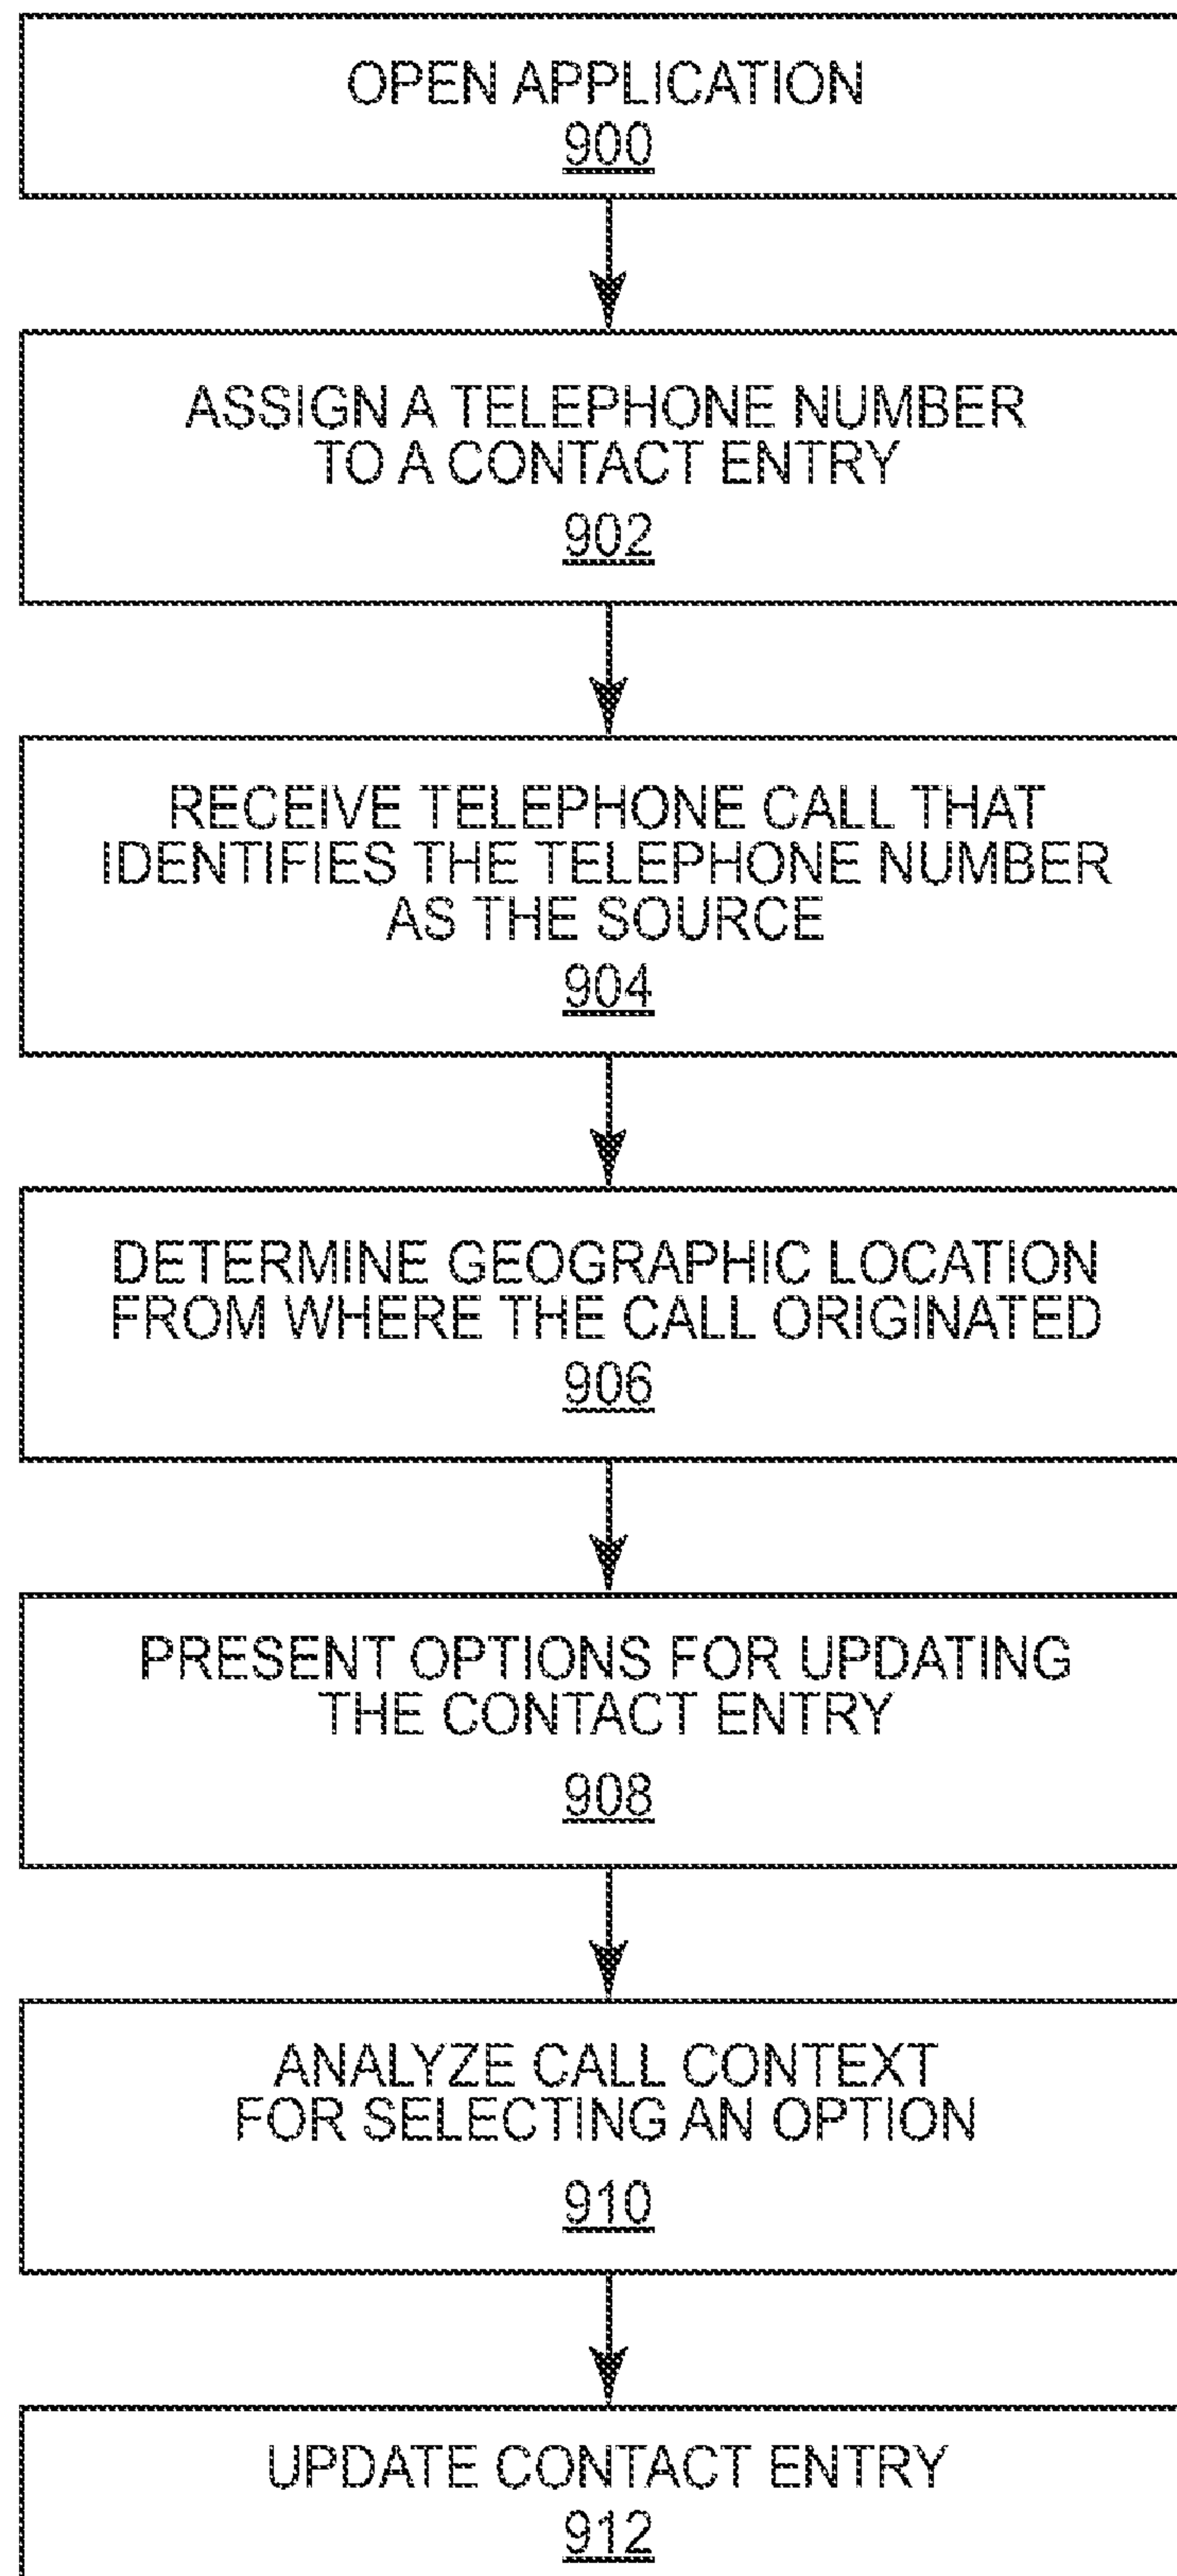 OPEN APPLICATION
900
ASSIGN A TELEPHONE NUMBER
TO A CONTACT ENTRY
902
RECEIVE TELEPHONE CALL THAT
IDENTIFIES THE TELEPHONE NUMBER
AS THE SOURCE
904
DETERMINE GEOGRAPHIC LOCATION
FROM WHERE THE CALL ORIGINATED
906
PRESENT OPTIONS FOR UPDATING
THE CONTACT ENTRY
908
ANALYZE CALL CONTEXT
FOR SELECTING AN OPTION
910
UPDATE CONTACT ENTRY
912